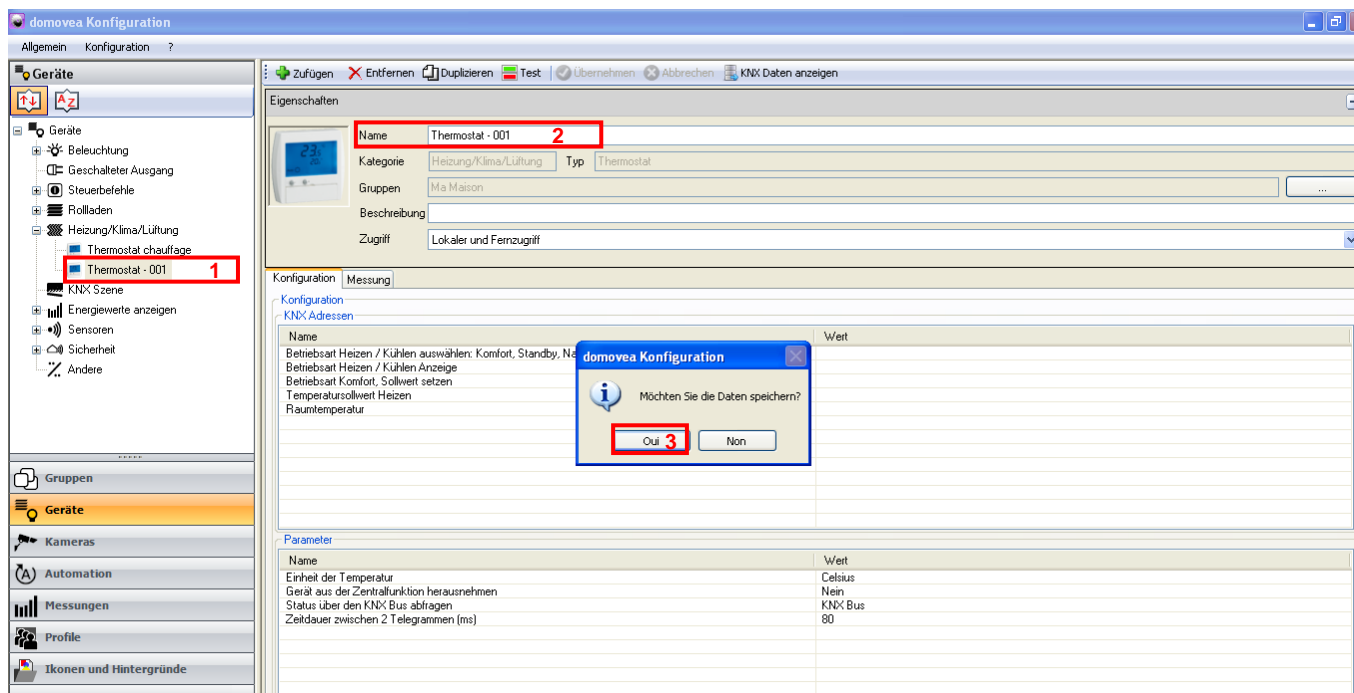 domovea Konfiguration
Allgemein Konfiguration ?
Geräte
Zufügen Entfernen Duplizieren Test Übernehmen Abbrechen KNX Daten anzeigen
A Z
Eigenschaften
Geräte
Beleuchtung
Geschalteter Ausgang
Steuerbefehle
Rollladen
Heizung/Klima/Lüftung
Thermostat chauffage
Thermostat - 001 1
KNX Szene
Energiewerte anzeigen
Sensoren
Sicherheit
Andere
Name Thermostat - 001 2
Kategorie Heizung/Klima/Lüftung Typ Thermostat
Gruppen Ma Maison ...
Beschreibung
Zugriff Lokaler und Fernzugriff
Konfiguration Messung
Konfiguration
KNX Adressen
Name Wert
Betriebsart Heizen / Kühlen auswählen: Komfort, Standby, Na
Betriebsart Heizen / Kühlen Anzeige
Betriebsart Komfort, Sollwert setzen
Temperatursollwert Heizen
Raumtemperatur
domovea Konfiguration
Möchten Sie die Daten speichern?
Oui 3 Non
Parameter
Name Wert
Einheit der Temperatur Celsius
Gerät aus der Zentralfunktion herausnehmen Nein
Status über den KNX Bus abfragen KNX Bus
Zeitdauer zwischen 2 Telegrammen (ms) 80
Gruppen
Geräte
Kameras
Automation
Messungen
Profile
Ikonen und Hintergründe